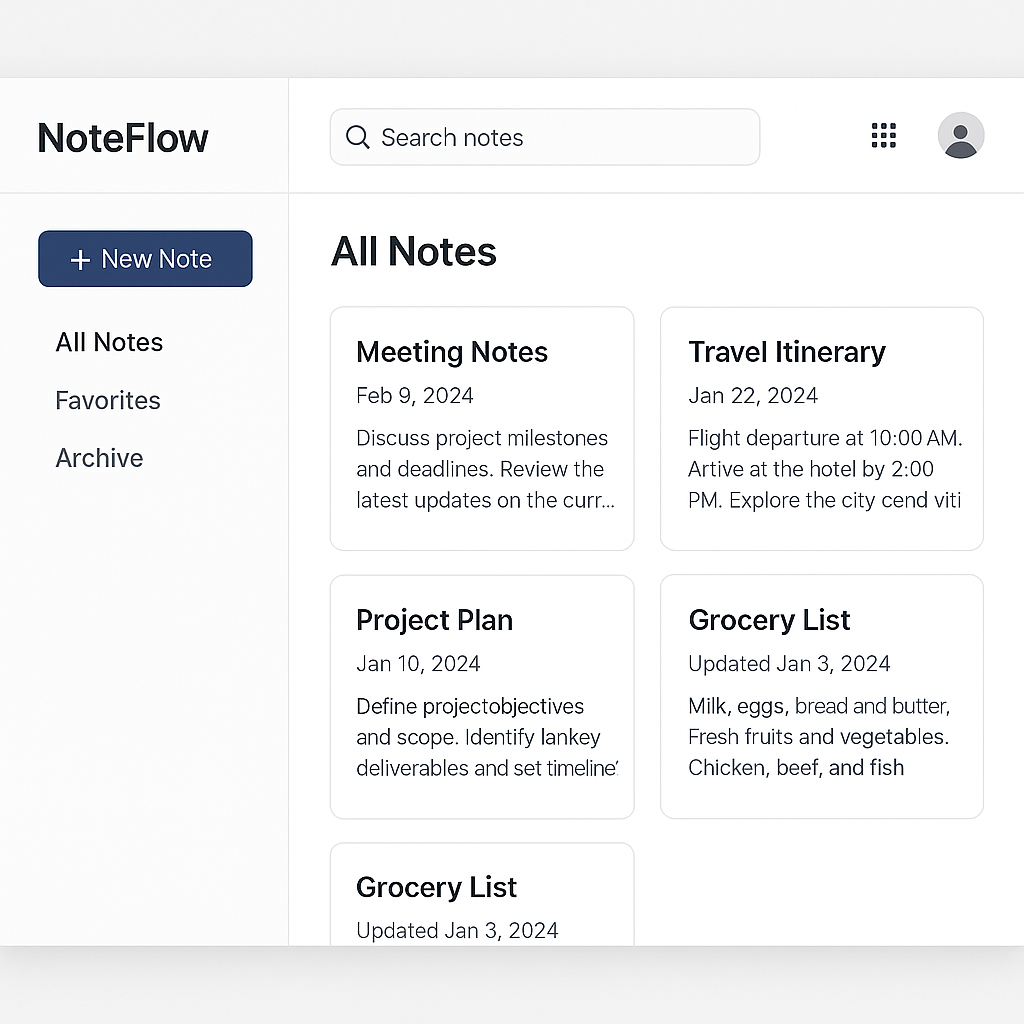 NoteFlow
Search notes
+ New Note
All Notes
Favorites
Archive
All Notes
Meeting Notes
Feb 9, 2024
Discuss project milestones
and deadlines. Review the
latest updates on the curr...
Travel Itinerary
Jan 22, 2024
Flight departure at 10:00 AM.
Artive at the hotel by 2:00
PM. Explore the city cend viti
Project Plan
Jan 10, 2024
Define projectobjectives
and scope. Identify lankey
deliverables and set timeline'
Grocery List
Updated Jan 3, 2024
Milk, eggs, bread and butter,
Fresh fruits and vegetables.
Chicken, beef, and fish
Grocery List
Updated Jan 3, 2024